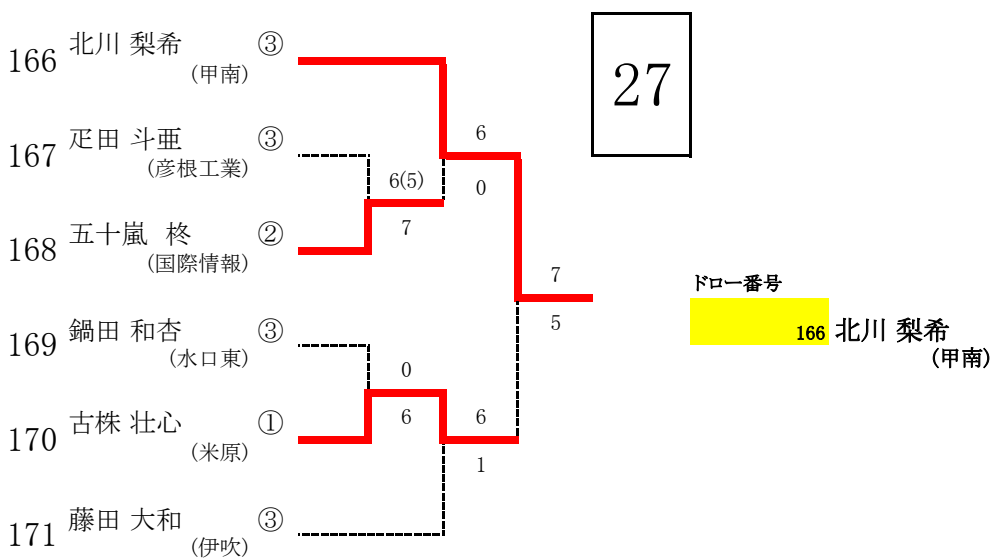 27
166 北川 梨希 ③
(甲南)
6
167 疋田 斗亜 ③
(彦根工業)
6(5)
0
7
168 五十嵐 柊 ②
(国際情報)
7
ドロー番号
5
166 北川 梨希
(甲南)
169 鍋田 和杏 ③
(水口東)
0
6
6
170 古株 壮心 ①
(米原)
1
171 藤田 大和 ③
(伊吹)